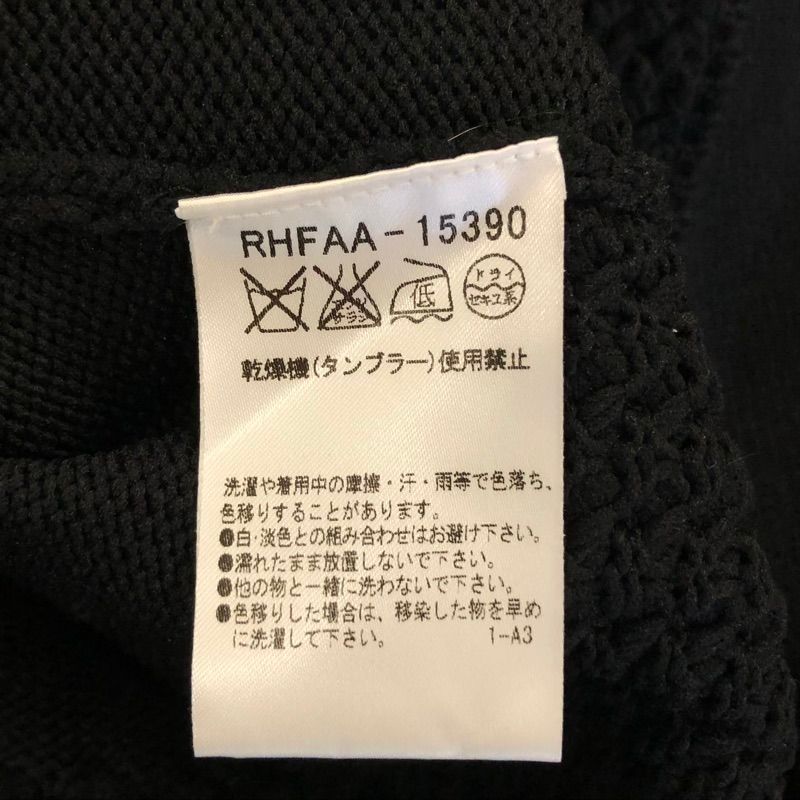 RHFAA-15390
エンソサラシ
低
ドライ
セキユ系
乾燥機(タンブラー)使用禁止
洗濯や着用中の摩擦・汗・雨等で色落ち、
色移りすることがあります。
●白・淡色との組み合わせはお避け下さい。
●濡れたまま放置しないで下さい。
●他の物と一緒に洗わないで下さい。
●色移りした場合は、移染した物を早め
に洗濯して下さい。
1-A3